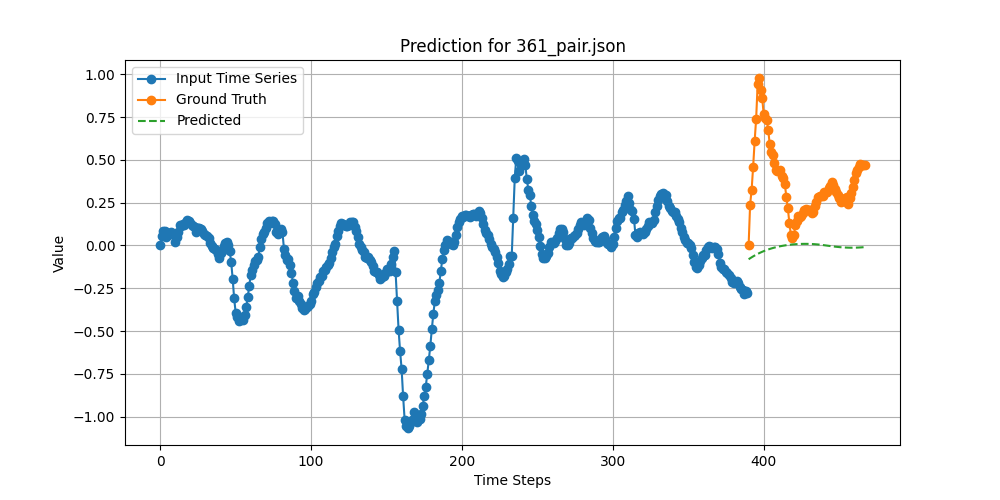 Prediction for 361_pair.json
Input Time Series
Ground Truth
Predicted
1.00
0.75
0.50
0.25
0.00
−0.25
−0.50
−0.75
−1.00
Value
0 100 200 300 400
Time Steps